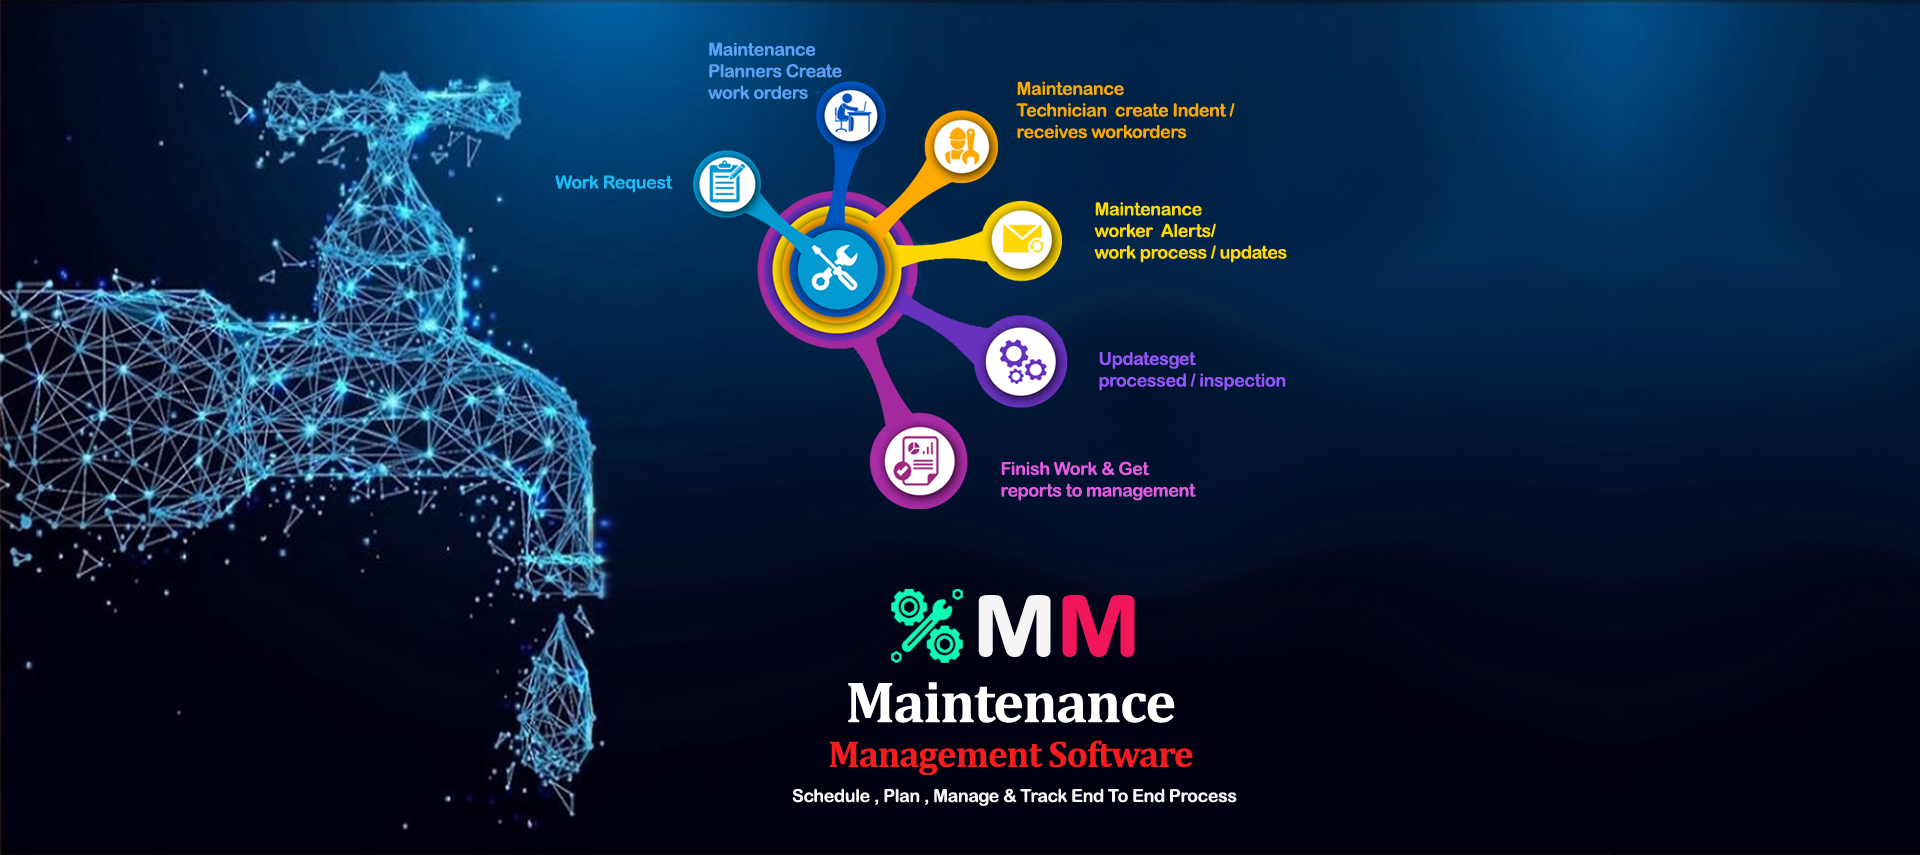 Work Request
Maintenance
Planners Create
work orders
Maintenance
Technician create Indent /
receives workorders
Maintenance
worker Alerts/
work process / updates
Updatesget
processed / inspection
Finish Work & Get
reports to management
MM
Maintenance
Management Software
Schedule , Plan , Manage & Track End To End Process